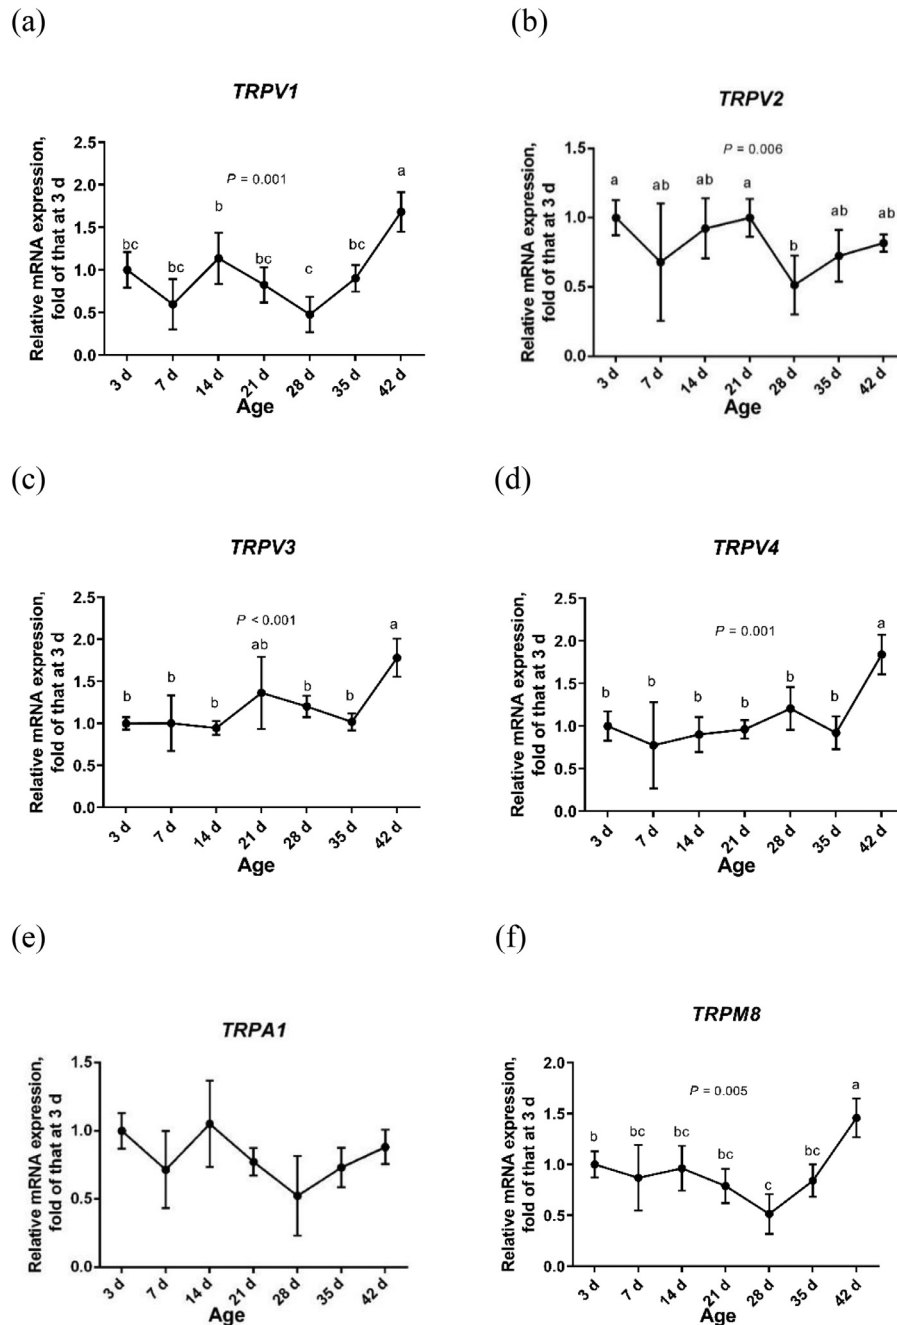 (a)
TRPV1
Relative mRNA expression,
fold of that at 3 d
2.5
2.0
1.5
1.0
0.5
0.0
P = 0.001
bc
bc
b
bc
c
bc
a
3 d
7 d
14 d
21 d
28 d
35 d
42 d
Age
(b)
TRPV2
Relative mRNA expression,
fold of that at 3 d
1.5
1.0
0.5
0.0
P = 0.006
a
ab
ab
a
b
ab
ab
3 d
7 d
14 d
21 d
28 d
35 d
42 d
Age
(c)
TRPV3
Relative mRNA expression,
fold of that at 3 d
2.5
2.0
1.5
1.0
0.5
0.0
P < 0.001
b
b
b
ab
b
b
a
3 d
7 d
14 d
21 d
28 d
35 d
42 d
Age
(d)
TRPV4
Relative mRNA expression,
fold of that at 3 d
2.5
2.0
1.5
1.0
0.5
0.0
P = 0.001
b
b
b
b
b
b
a
3 d
7 d
14 d
21 d
28 d
35 d
42 d
Age
(e)
TRPA1
Relative mRNA expression,
fold of that at 3 d
1.5
1.0
0.5
0.0
3 d
7 d
14 d
21 d
28 d
35 d
42 d
Age
(f)
TRPM8
Relative mRNA expression,
fold of that at 3 d
2.0
1.5
1.0
0.5
0.0
P = 0.005
b
bc
bc
bc
c
bc
a
3 d
7 d
14 d
21 d
28 d
35 d
42 d
Age